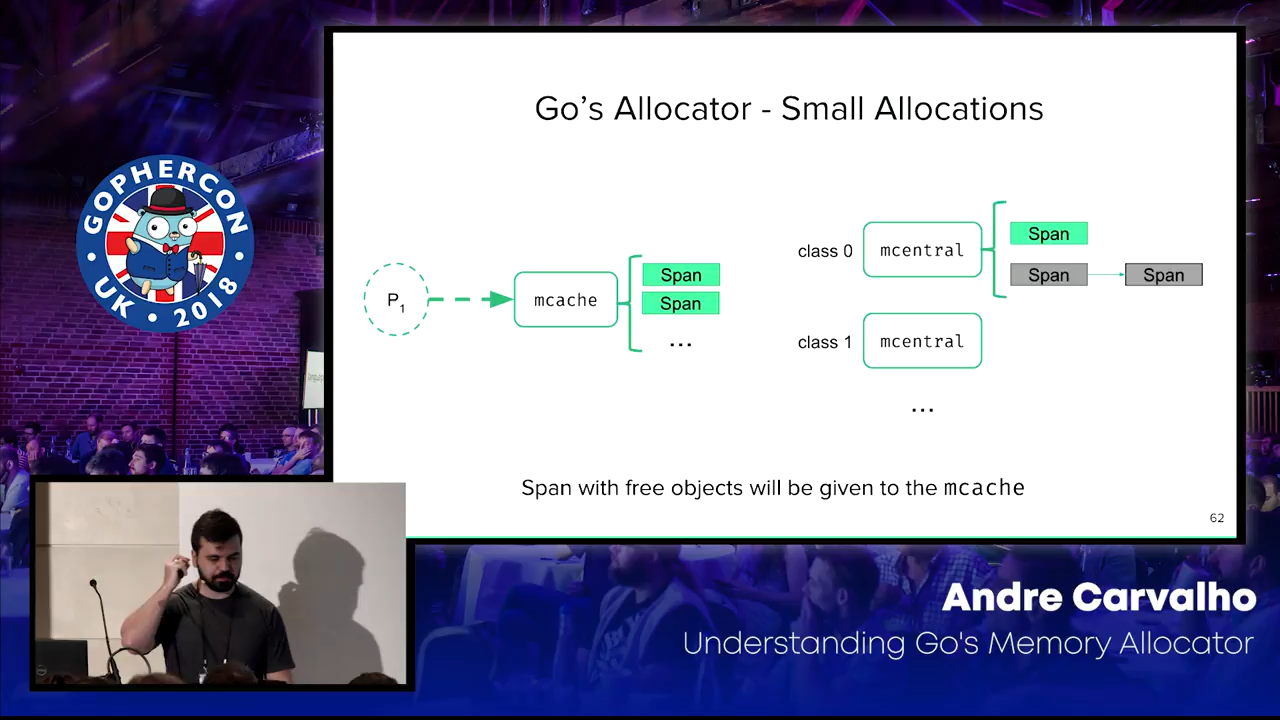 Go's Allocator - Small Allocations
GOPHERCON
UK • 2018
P1
mcache
Span
Span
...
class 0
mcentral
Span
Span
Span
class 1
mcentral
...
Span with free objects will be given to the mcache
62
Andre Carvalho
Understanding Go's Memory Allocator